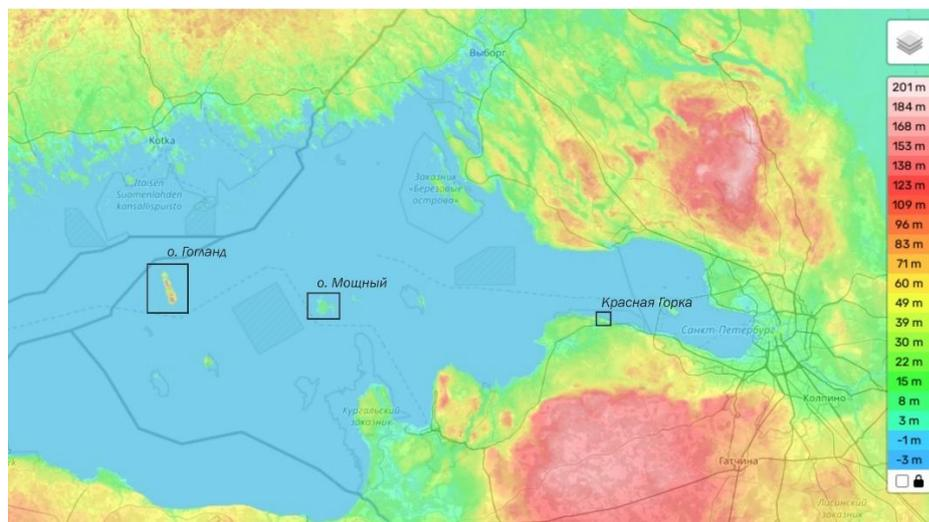 Выборг
Kotka
Itäisen
Suomenlahden
kansallispuisto
Заказник
«Березовые
острова»
о. Гогланд
о. Мощный
Красная Горка
Санкт-Петербург
Кургальский
заказник
Колпино
Гатчина
Лисинский
заказник
201 m
184 m
168 m
153 m
138 m
123 m
109 m
96 m
83 m
71 m
60 m
49 m
39 m
30 m
22 m
15 m
8 m
3 m
-1 m
-3 m